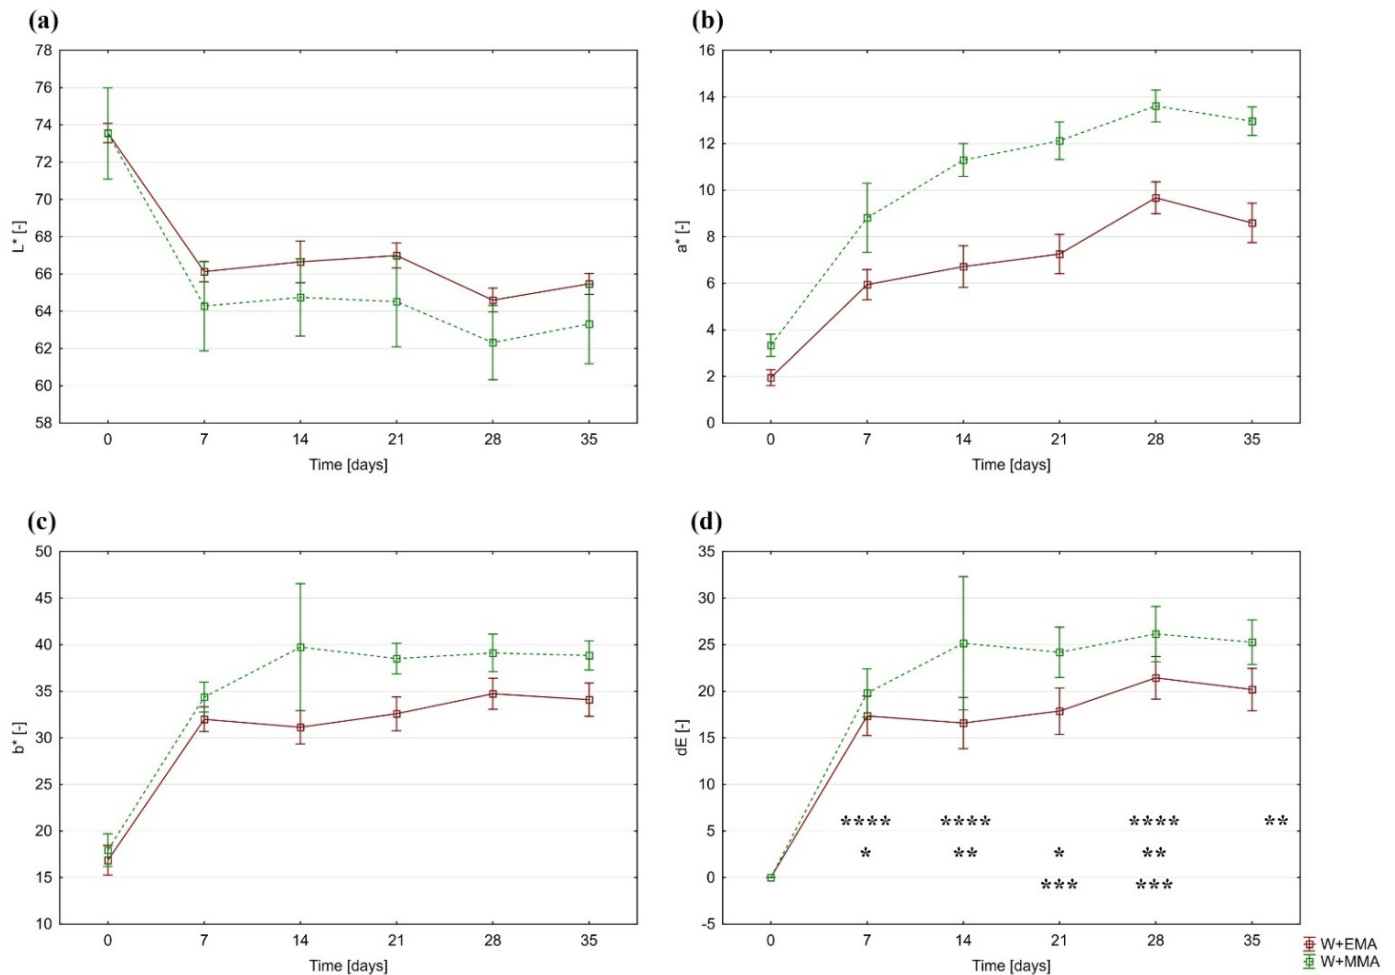 (a)
78
76
74
72
70
68
66
64
62
60
58
L* [-]
0 7 14 21 28 35
Time [days]
(b)
16
14
12
10
8
6
4
2
0
a* [-]
0 7 14 21 28 35
Time [days]
(c)
50
45
40
35
30
25
20
15
10
b* [-]
0 7 14 21 28 35
Time [days]
(d)
35
30
25
20
15
10
5
0
-5
dE [-]
**** **** **** **
* ** * **
*** ***
0 7 14 21 28 35
Time [days]
W+EMA
W+MMA